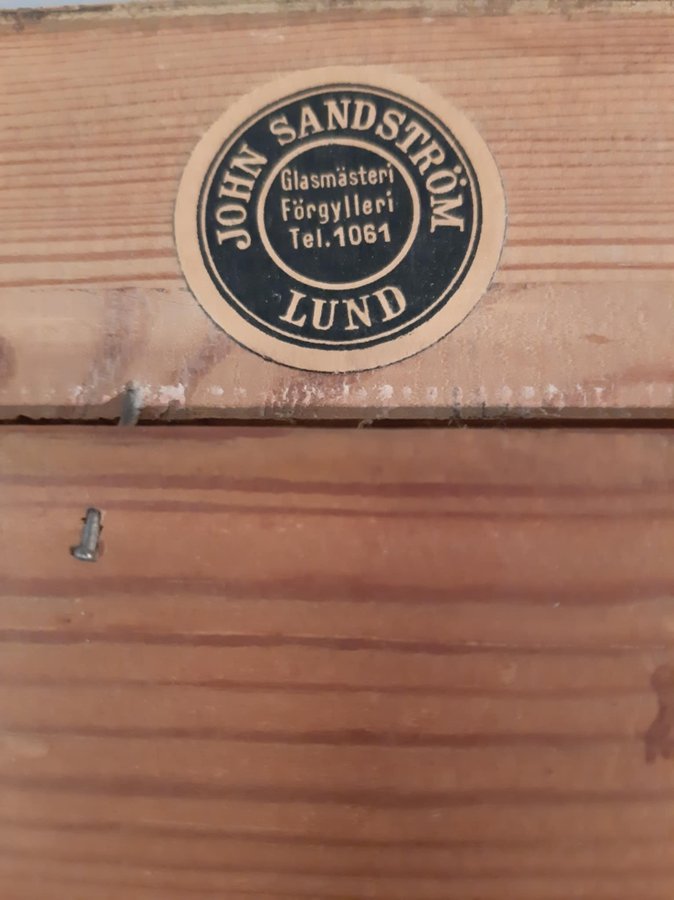 JOHN SANDSTRÖM
Glasmästeri
Förgylleri
Tel. 1061
LUND